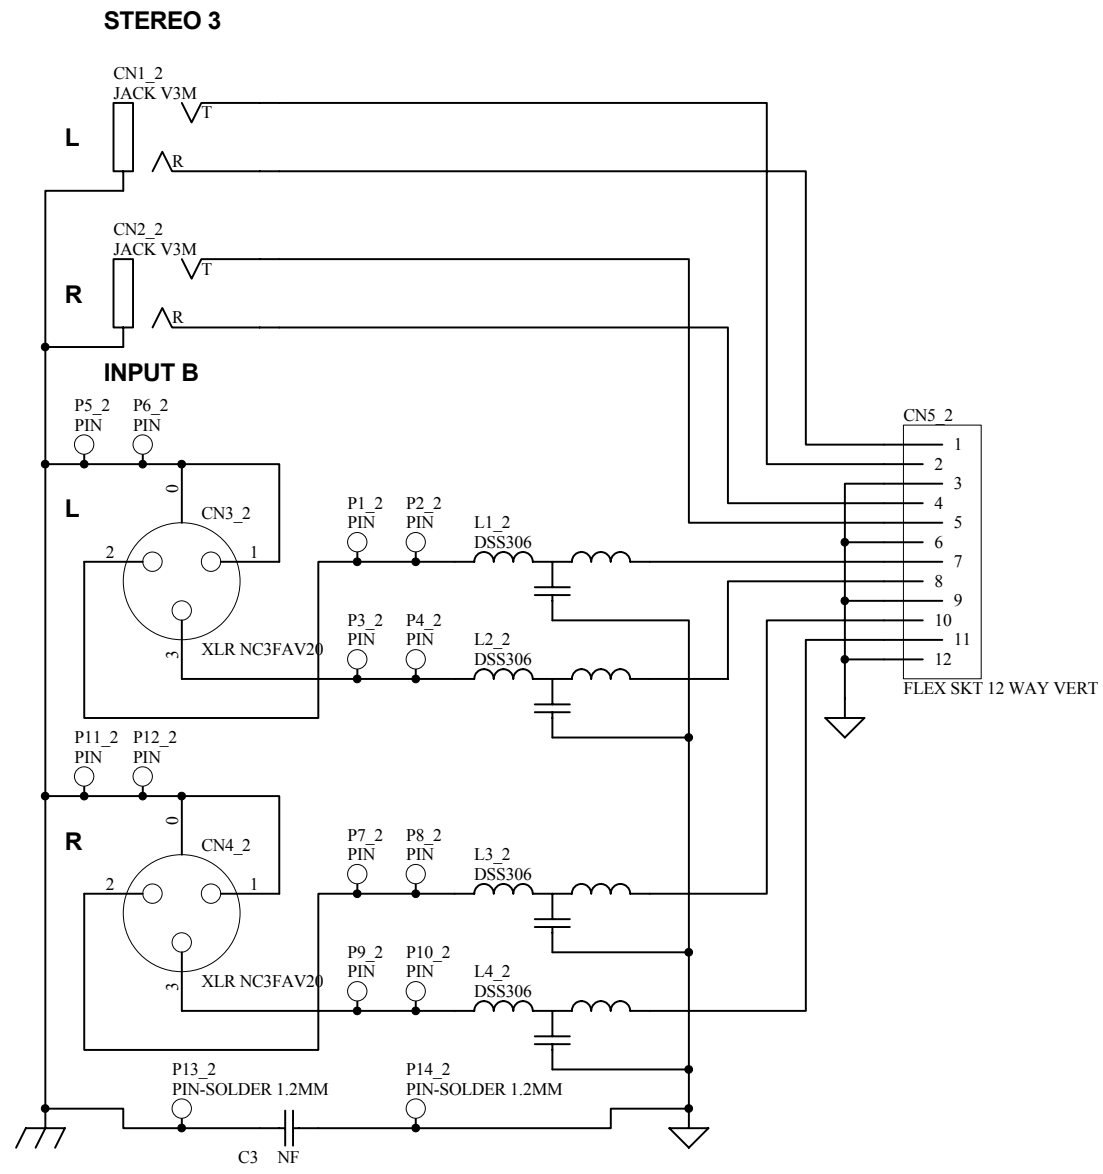 STEREO 3
CN1_2
JACK V3M
T
L
R
CN2_2
JACK V3M
T
R
R
INPUT B
P5_2 P6_2
PIN PIN
CN5_2
1
2
3
4
5
6
7
8
9
10
11
12
FLEX SKT 12 WAY VERT
0
L
CN3_2
2 1
3
XLR NC3FAV20
P1_2 P2_2
PIN PIN
L1_2
DSS306
P3_2 P4_2
PIN PIN
L2_2
DSS306
P11_2 P12_2
PIN PIN
0
R
CN4_2
2 1
3
XLR NC3FAV20
P7_2 P8_2
PIN PIN
L3_2
DSS306
P9_2 P10_2
PIN PIN
L4_2
DSS306
P13_2
PIN-SOLDER 1.2MM
P14_2
PIN-SOLDER 1.2MM
C3 NF